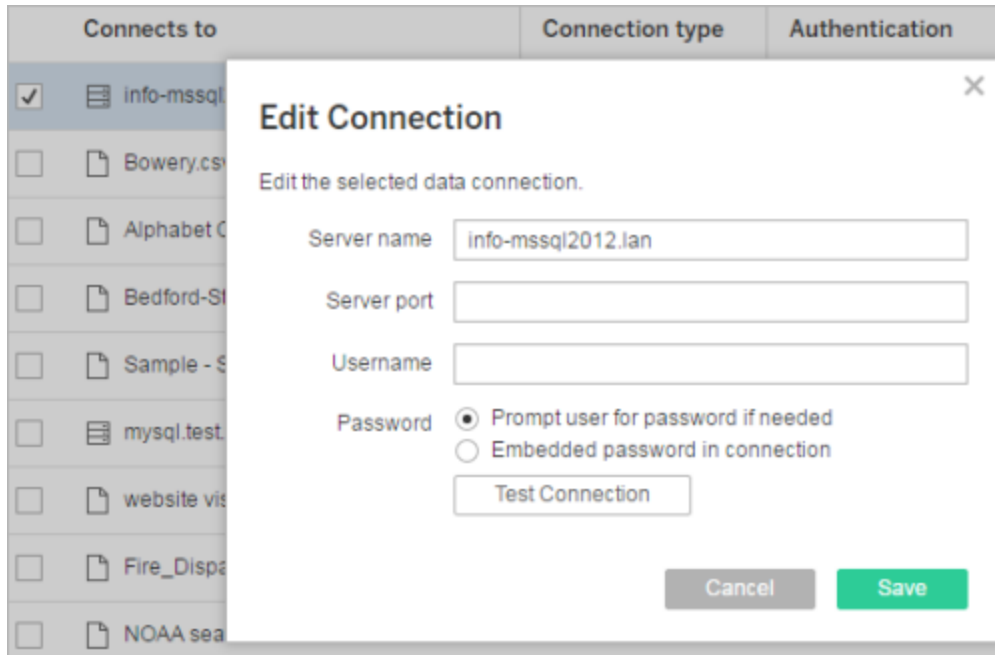 Connects to Connection type Authentication
info-mssql
Edit Connection
Bowery.csv
Edit the selected data connection.
Alphabet C
Server name info-mssql2012.lan
Bedford-St
Server port
Sample - S
Username
mysql.test.
Password Prompt user for password if needed
Embedded password in connection
website vis
Test Connection
Fire_Dispa
Cancel Save
NOAA sea